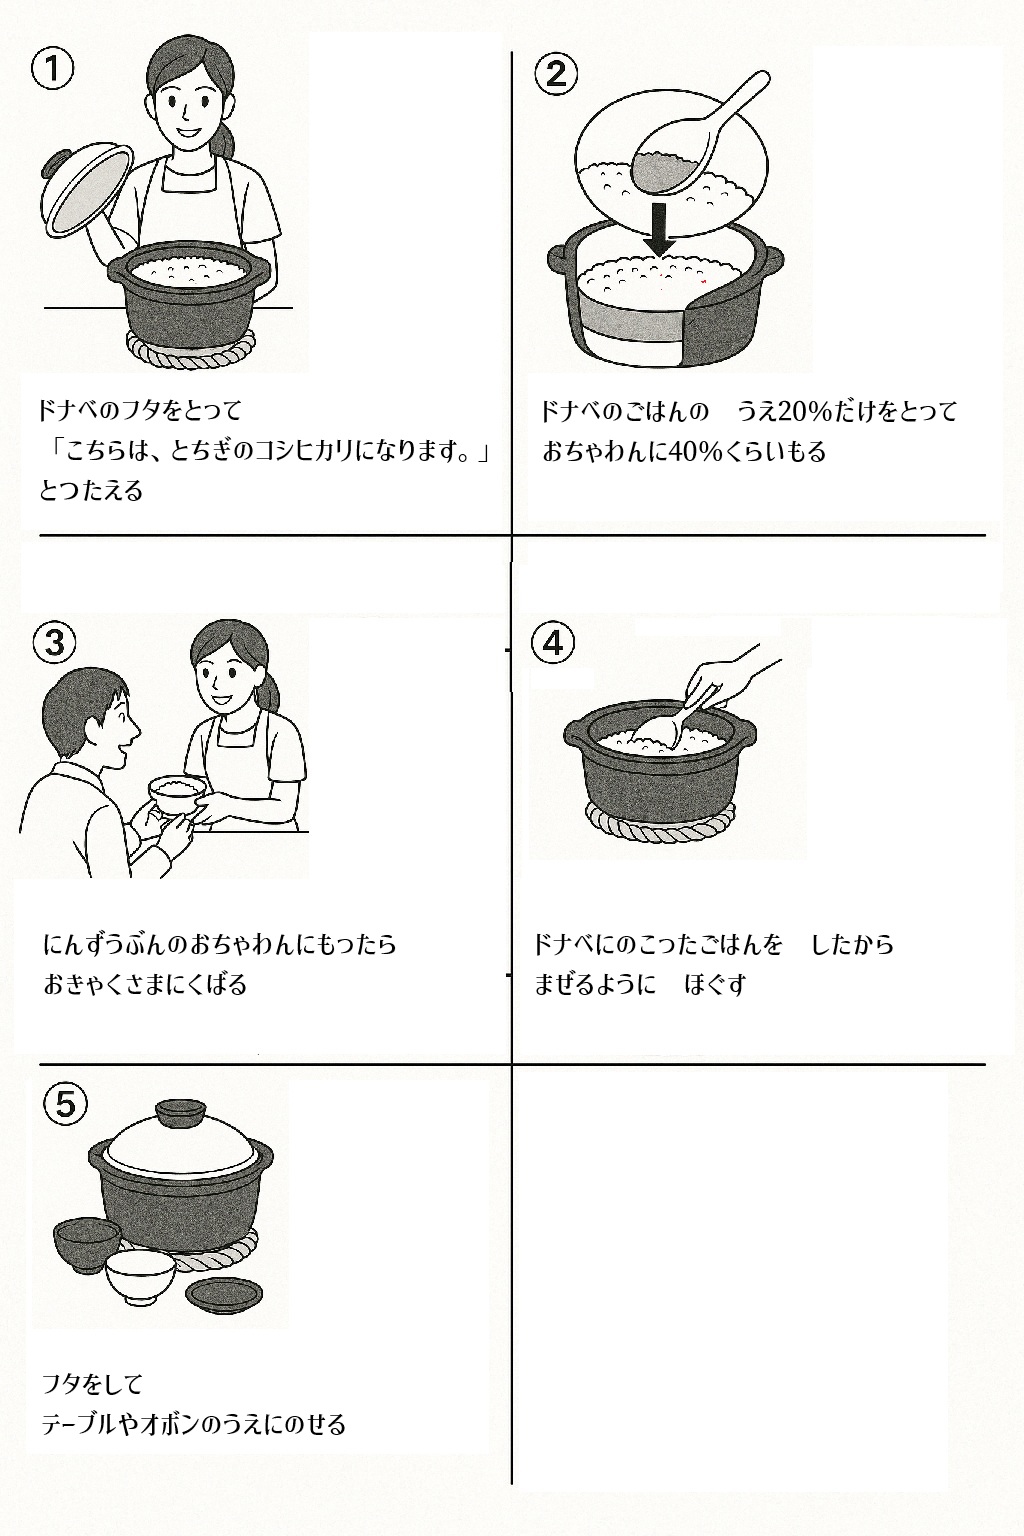 ①
ドナベのフタをとって
「こちらは、とちぎのコシヒカリになります。」
とつたえる
②
ドナベのごはんの　うえ20%だけをとって
おちゃわんに40%くらいもる
③
にんずうぶんのおちゃわんにもったら
おきゃくさまにくばる
④
ドナベにのこったごはんを　したから
まぜるように　ほぐす
⑤
フタをして
テーブルやオボンのうえにのせる